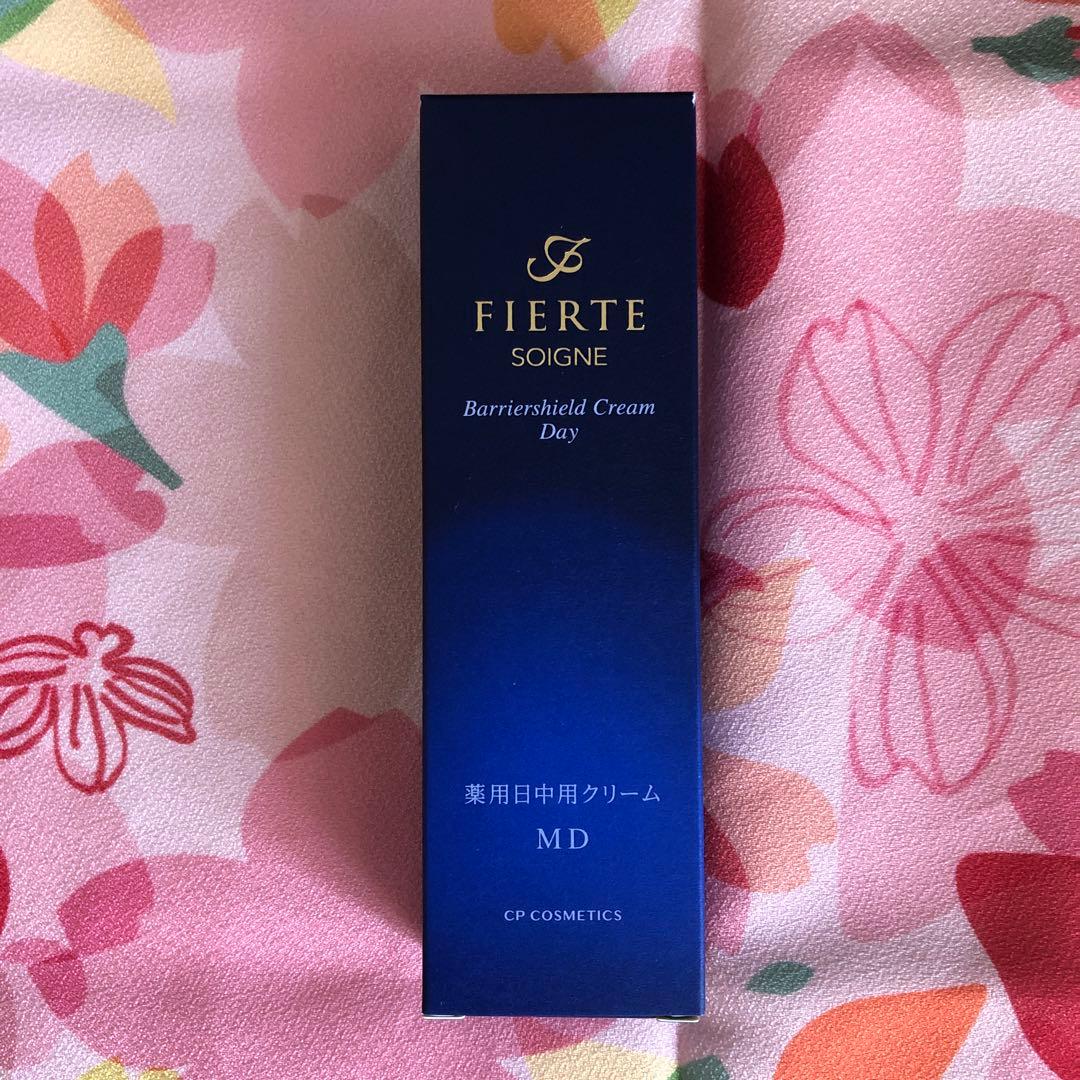 FIERTE
SOIGNE
Barriershield Cream
Day
薬用日中用クリーム
MD
CP COSMETICS